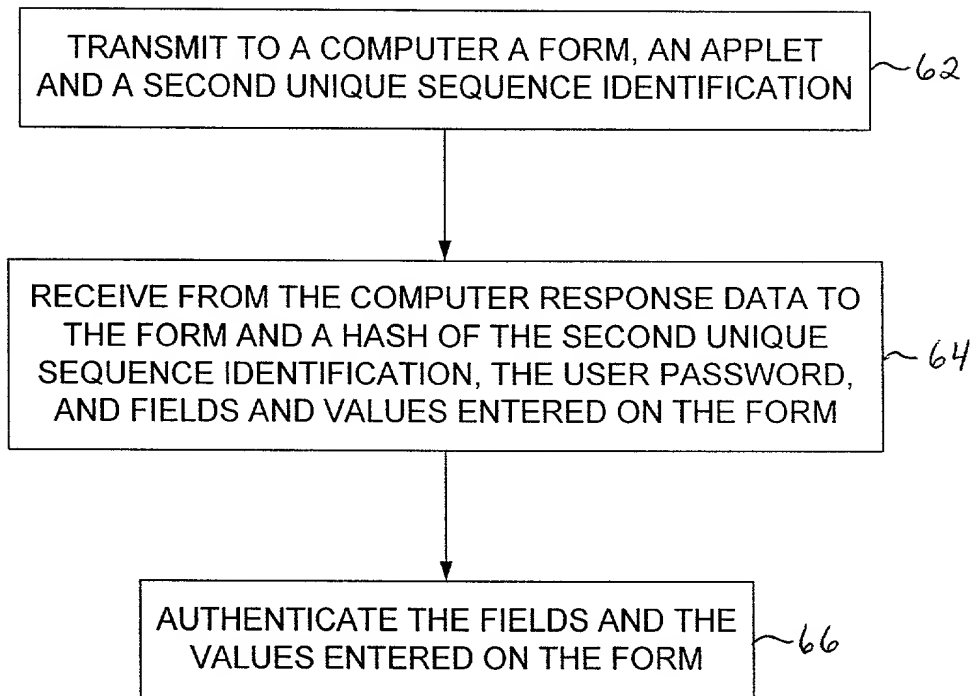 TRANSMIT TO A COMPUTER A FORM, AN APPLET
AND A SECOND UNIQUE SEQUENCE IDENTIFICATION
62
RECEIVE FROM THE COMPUTER RESPONSE DATA TO
THE FORM AND A HASH OF THE SECOND UNIQUE
SEQUENCE IDENTIFICATION, THE USER PASSWORD,
AND FIELDS AND VALUES ENTERED ON THE FORM
64
AUTHENTICATE THE FIELDS AND THE
VALUES ENTERED ON THE FORM
66